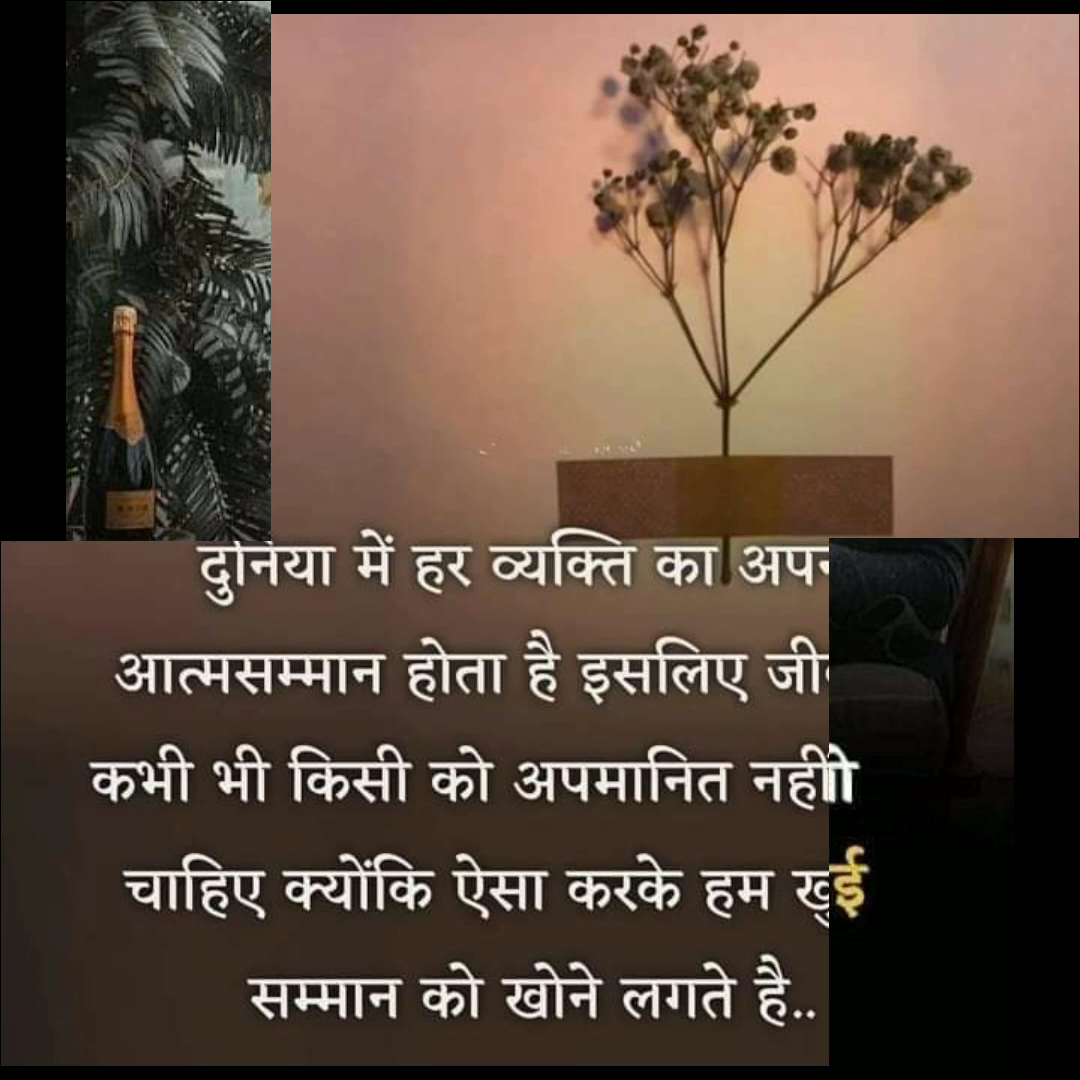 दुनिया में हर व्यक्ति का
आत्मसम्मान होता है इसलिए
कभी भी किसी को अपमानित
चाहिए क्योंकि ऐसा करके हम
ई
सम्मान को खोने लगते है..